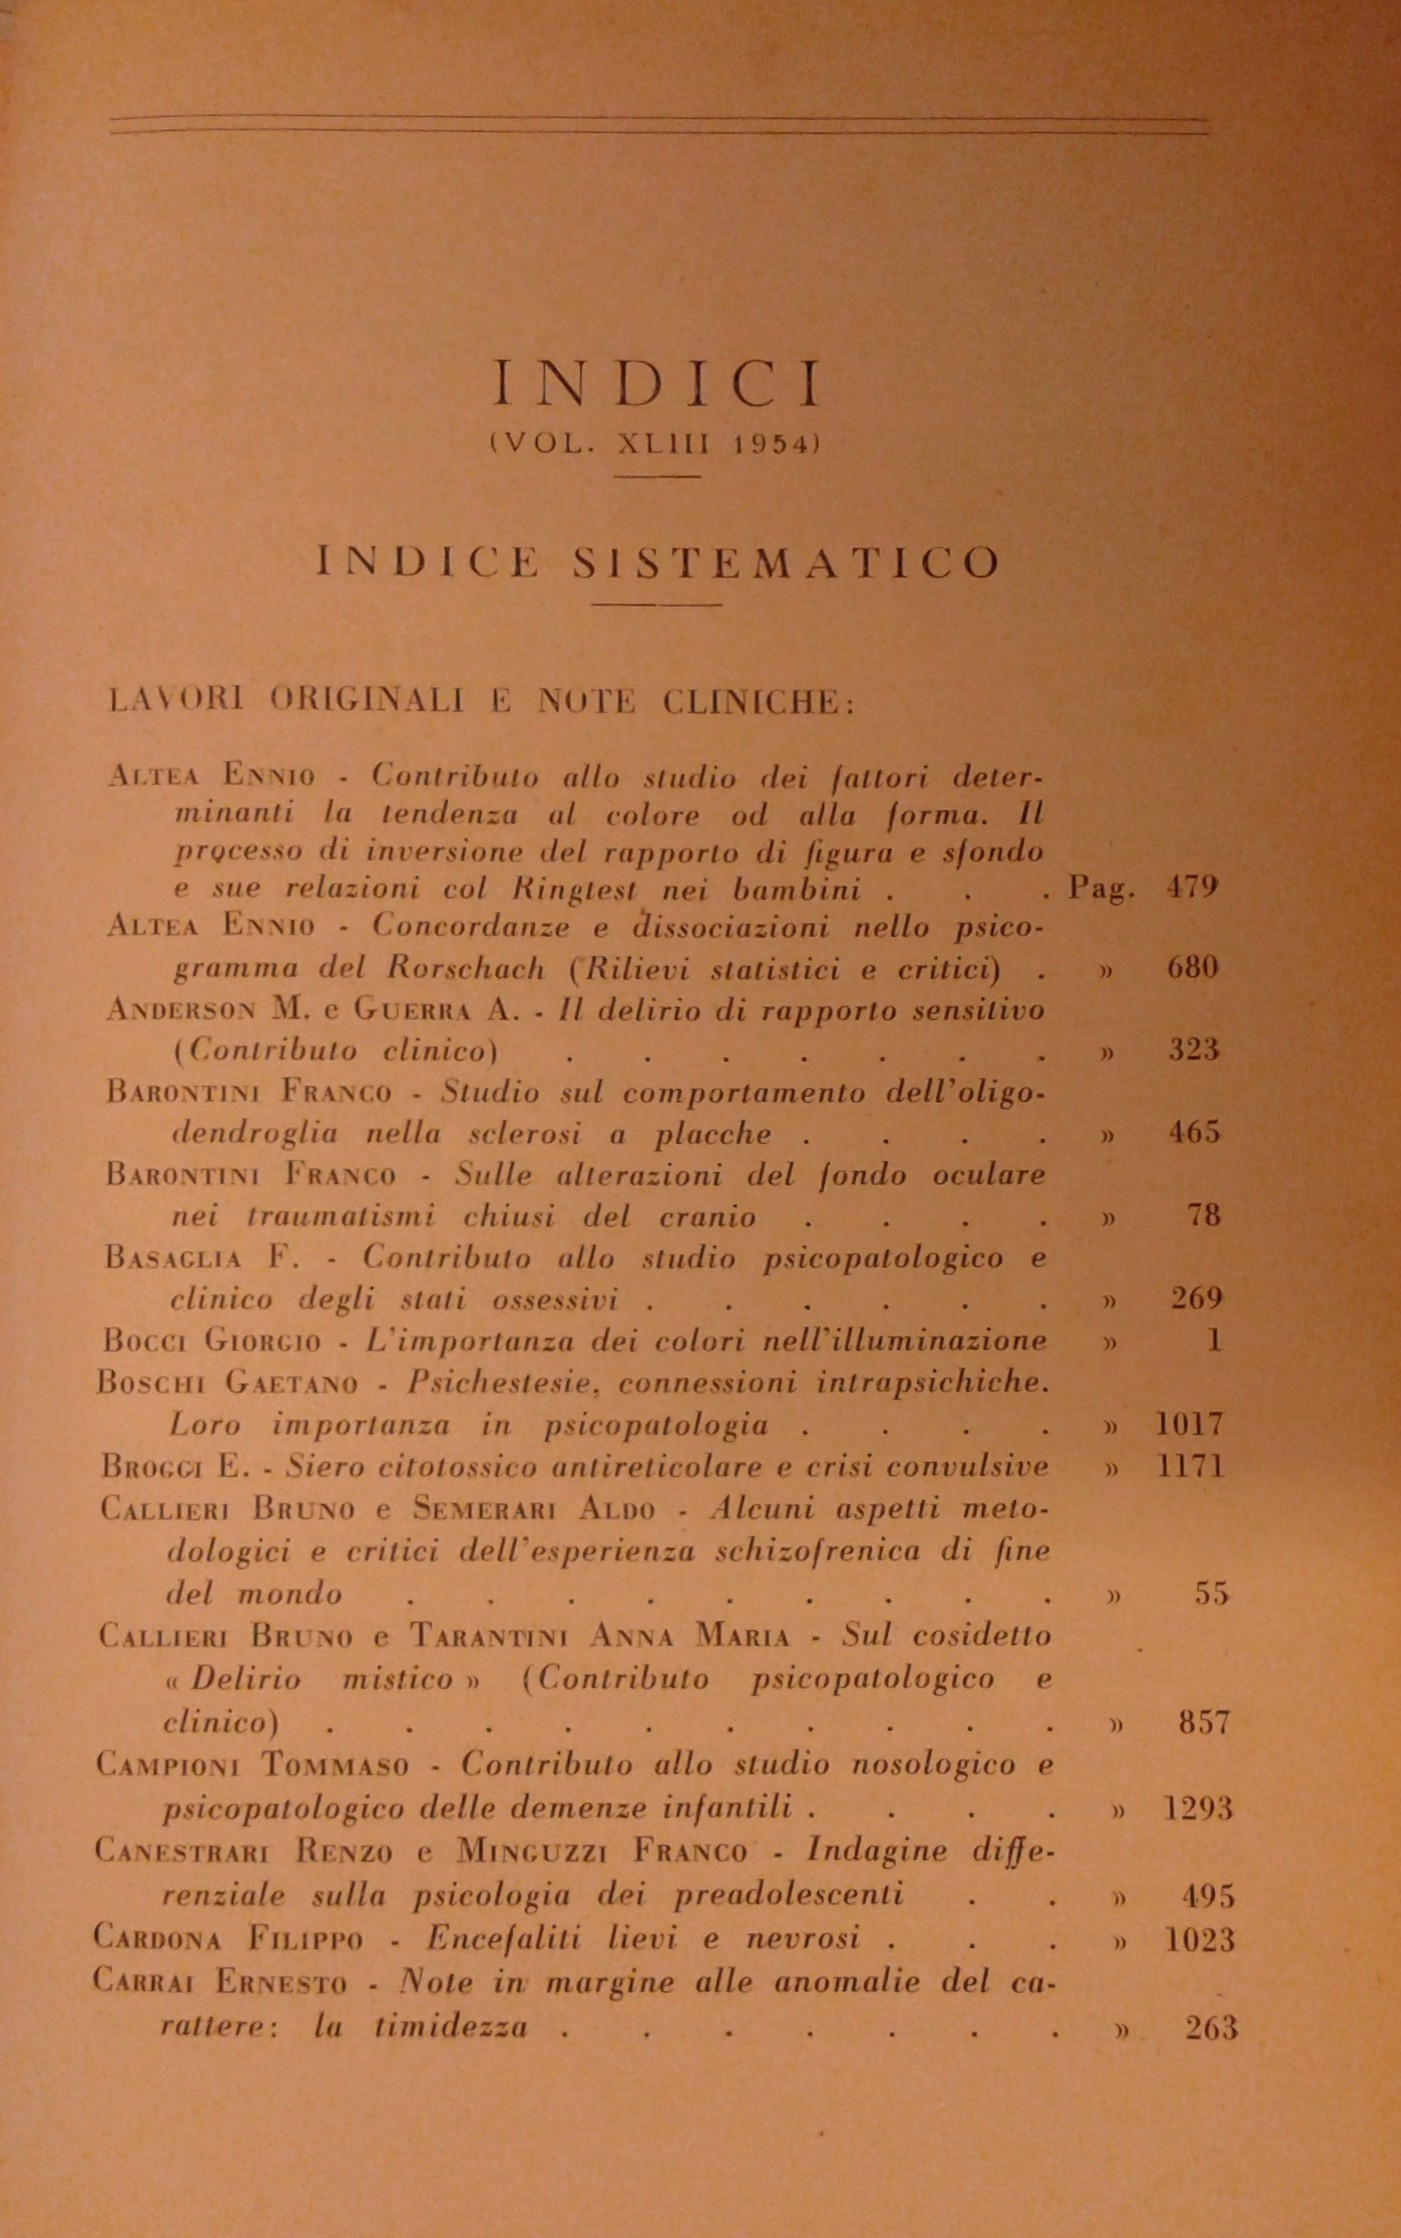 INDICI
(VOL. XLIII 1954)
INDICE SISTEMATICO
LAVORI ORIGINALI E NOTE CLINICHE:
ALTEA ENNIO - Contributo allo studio dei fattori deter-
minanti la tendenza al colore od alla forma. Il
processo di inversione del rapporto di figura e sfondo
e sue relazioni col Ringtest nei bambini . . . Pag. 479
ALTEA ENNIO - Concordanze e dissociazioni nello psico-
gramma del Rorschach (Rilievi statistici e critici) . » 680
ANDERSON M. e GUERRA A. - Il delirio di rapporto sensitivo
(Contributo clinico) . . . . . . . » 323
BARONTINI FRANCO - Studio sul comportamento dell'oligo-
dendroglia nella sclerosi a placche . . . . » 465
BARONTINI FRANCO - Sulle alterazioni del fondo oculare
nei traumatismi chiusi del cranio . . . . » 78
BASAGLIA F. - Contributo allo studio psicopatologico e
clinico degli stati ossessivi . . . . . . » 269
BOCCI GIORGIO - L'importanza dei colori nell'illuminazione » 1
BOSCHI GAETANO - Psichestesie, connessioni intrapsichiche.
Loro importanza in psicopatologia . . . . » 1017
BROGGI E. - Siero citotossico antireticolare e crisi convulsive » 1171
CALLIERI BRUNO e SEMERARI ALDO - Alcuni aspetti meto-
dologici e critici dell'esperienza schizofrenica di fine
del mondo . . . . . . . . . » 55
CALLIERI BRUNO e TARANTINI ANNA MARIA - Sul cosidetto
« Delirio mistico » (Contributo psicopatologico e
clinico) . . . . . . . . . . » 857
CAMPIONI TOMMASO - Contributo allo studio nosologico e
psicopatologico delle demenze infantili . . . . » 1293
CANESTRARI RENZO e MINGUZZI FRANCO - Indagine diffe-
renziale sulla psicologia dei preadolescenti . . » 495
CARDONA FILIPPO - Encefaliti lievi e nevrosi . . . » 1023
CARRAI ERNESTO - Note in margine alle anomalie del ca-
rattere: la timidezza . . . . . . . » 263